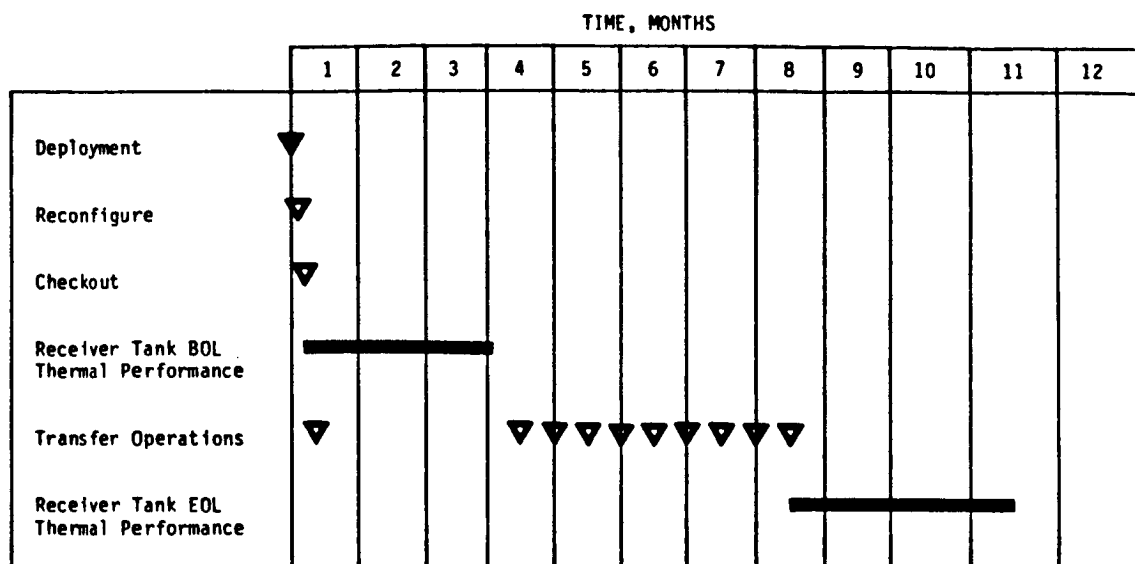 TIME, MONTHS
1 2 3 4 5 6 7 8 9 10 11 12
Deployment
Reconfigure
Checkout
Receiver Tank BOL
Thermal Performance
Transfer Operations
Receiver Tank EOL
Thermal Performance